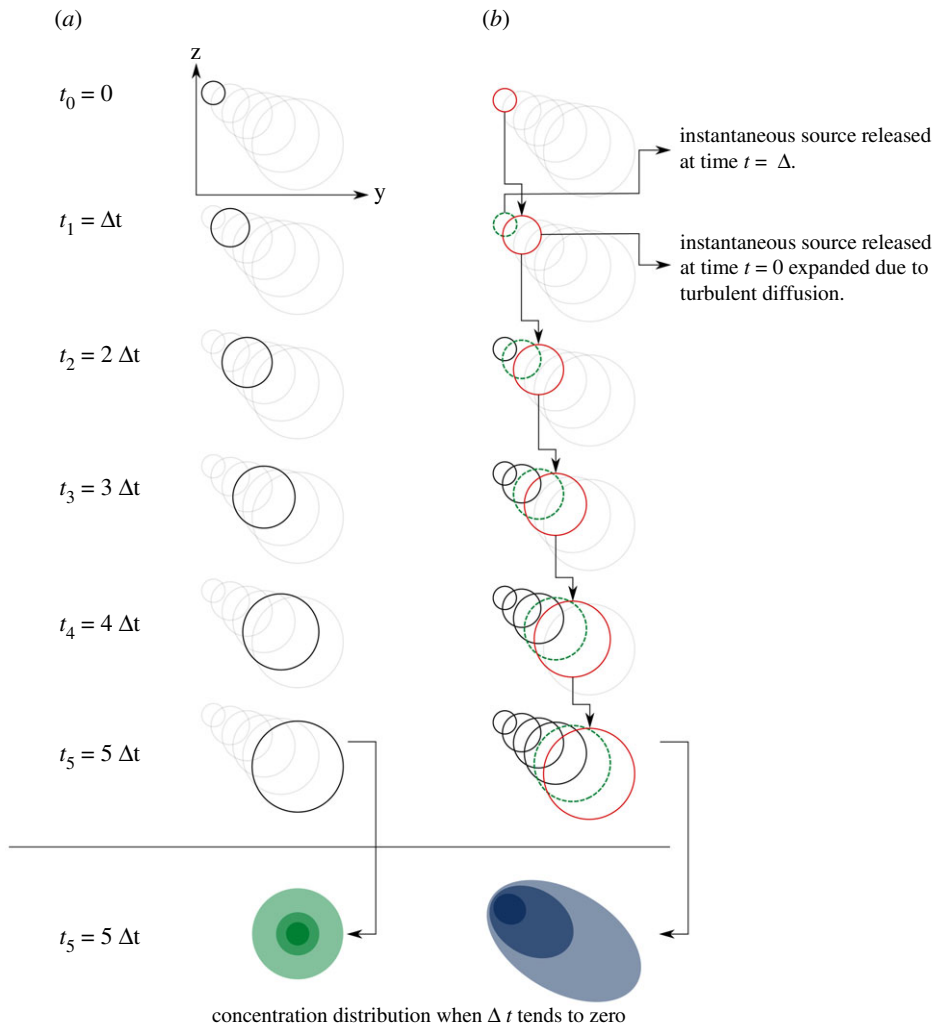 (a)
(b)
z
t0 = 0
y
instantaneous source released
at time t = Δ.
t1 = Δt
instantaneous source released
at time t = 0 expanded due to
turbulent diffusion.
t2 = 2 Δt
t3 = 3 Δt
t4 = 4 Δt
t5 = 5 Δt
t5 = 5 Δt
concentration distribution when Δ t tends to zero